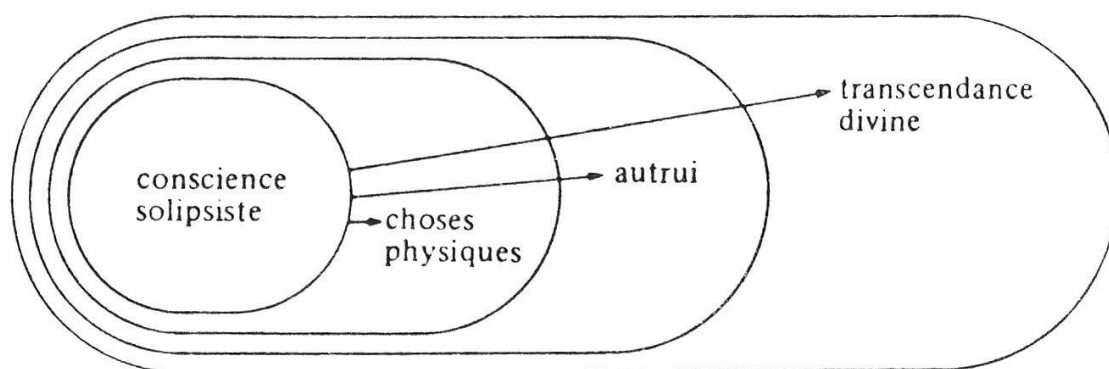 transcendance
divine
conscience
solipsiste
autrui
choses
physiques